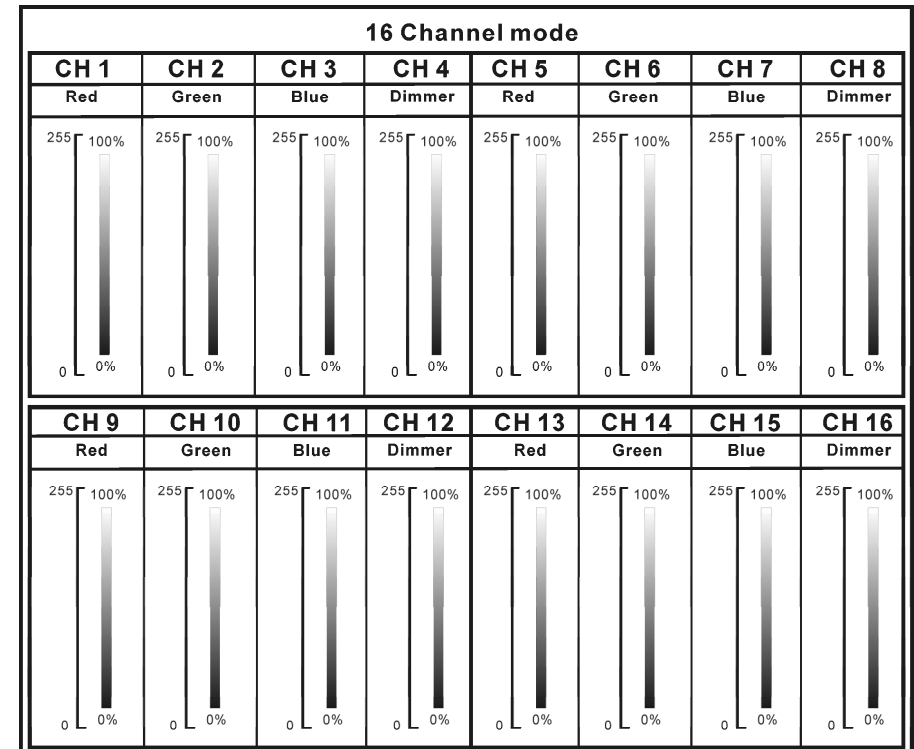 16 Channel mode
CH 1 CH 2 CH 3 CH 4 CH 5 CH 6 CH 7 CH 8
Red Green Blue Dimmer Red Green Blue Dimmer
255 100% 255 100% 255 100% 255 100% 255 100% 255 100% 255 100% 255 100%
0 0% 0 0% 0 0% 0 0% 0 0% 0 0% 0 0% 0 0%
CH 9 CH 10 CH 11 CH 12 CH 13 CH 14 CH 15 CH 16
Red Green Blue Dimmer Red Green Blue Dimmer
255 100% 255 100% 255 100% 255 100% 255 100% 255 100% 255 100% 255 100%
0 0% 0 0% 0 0% 0 0% 0 0% 0 0% 0 0% 0 0%